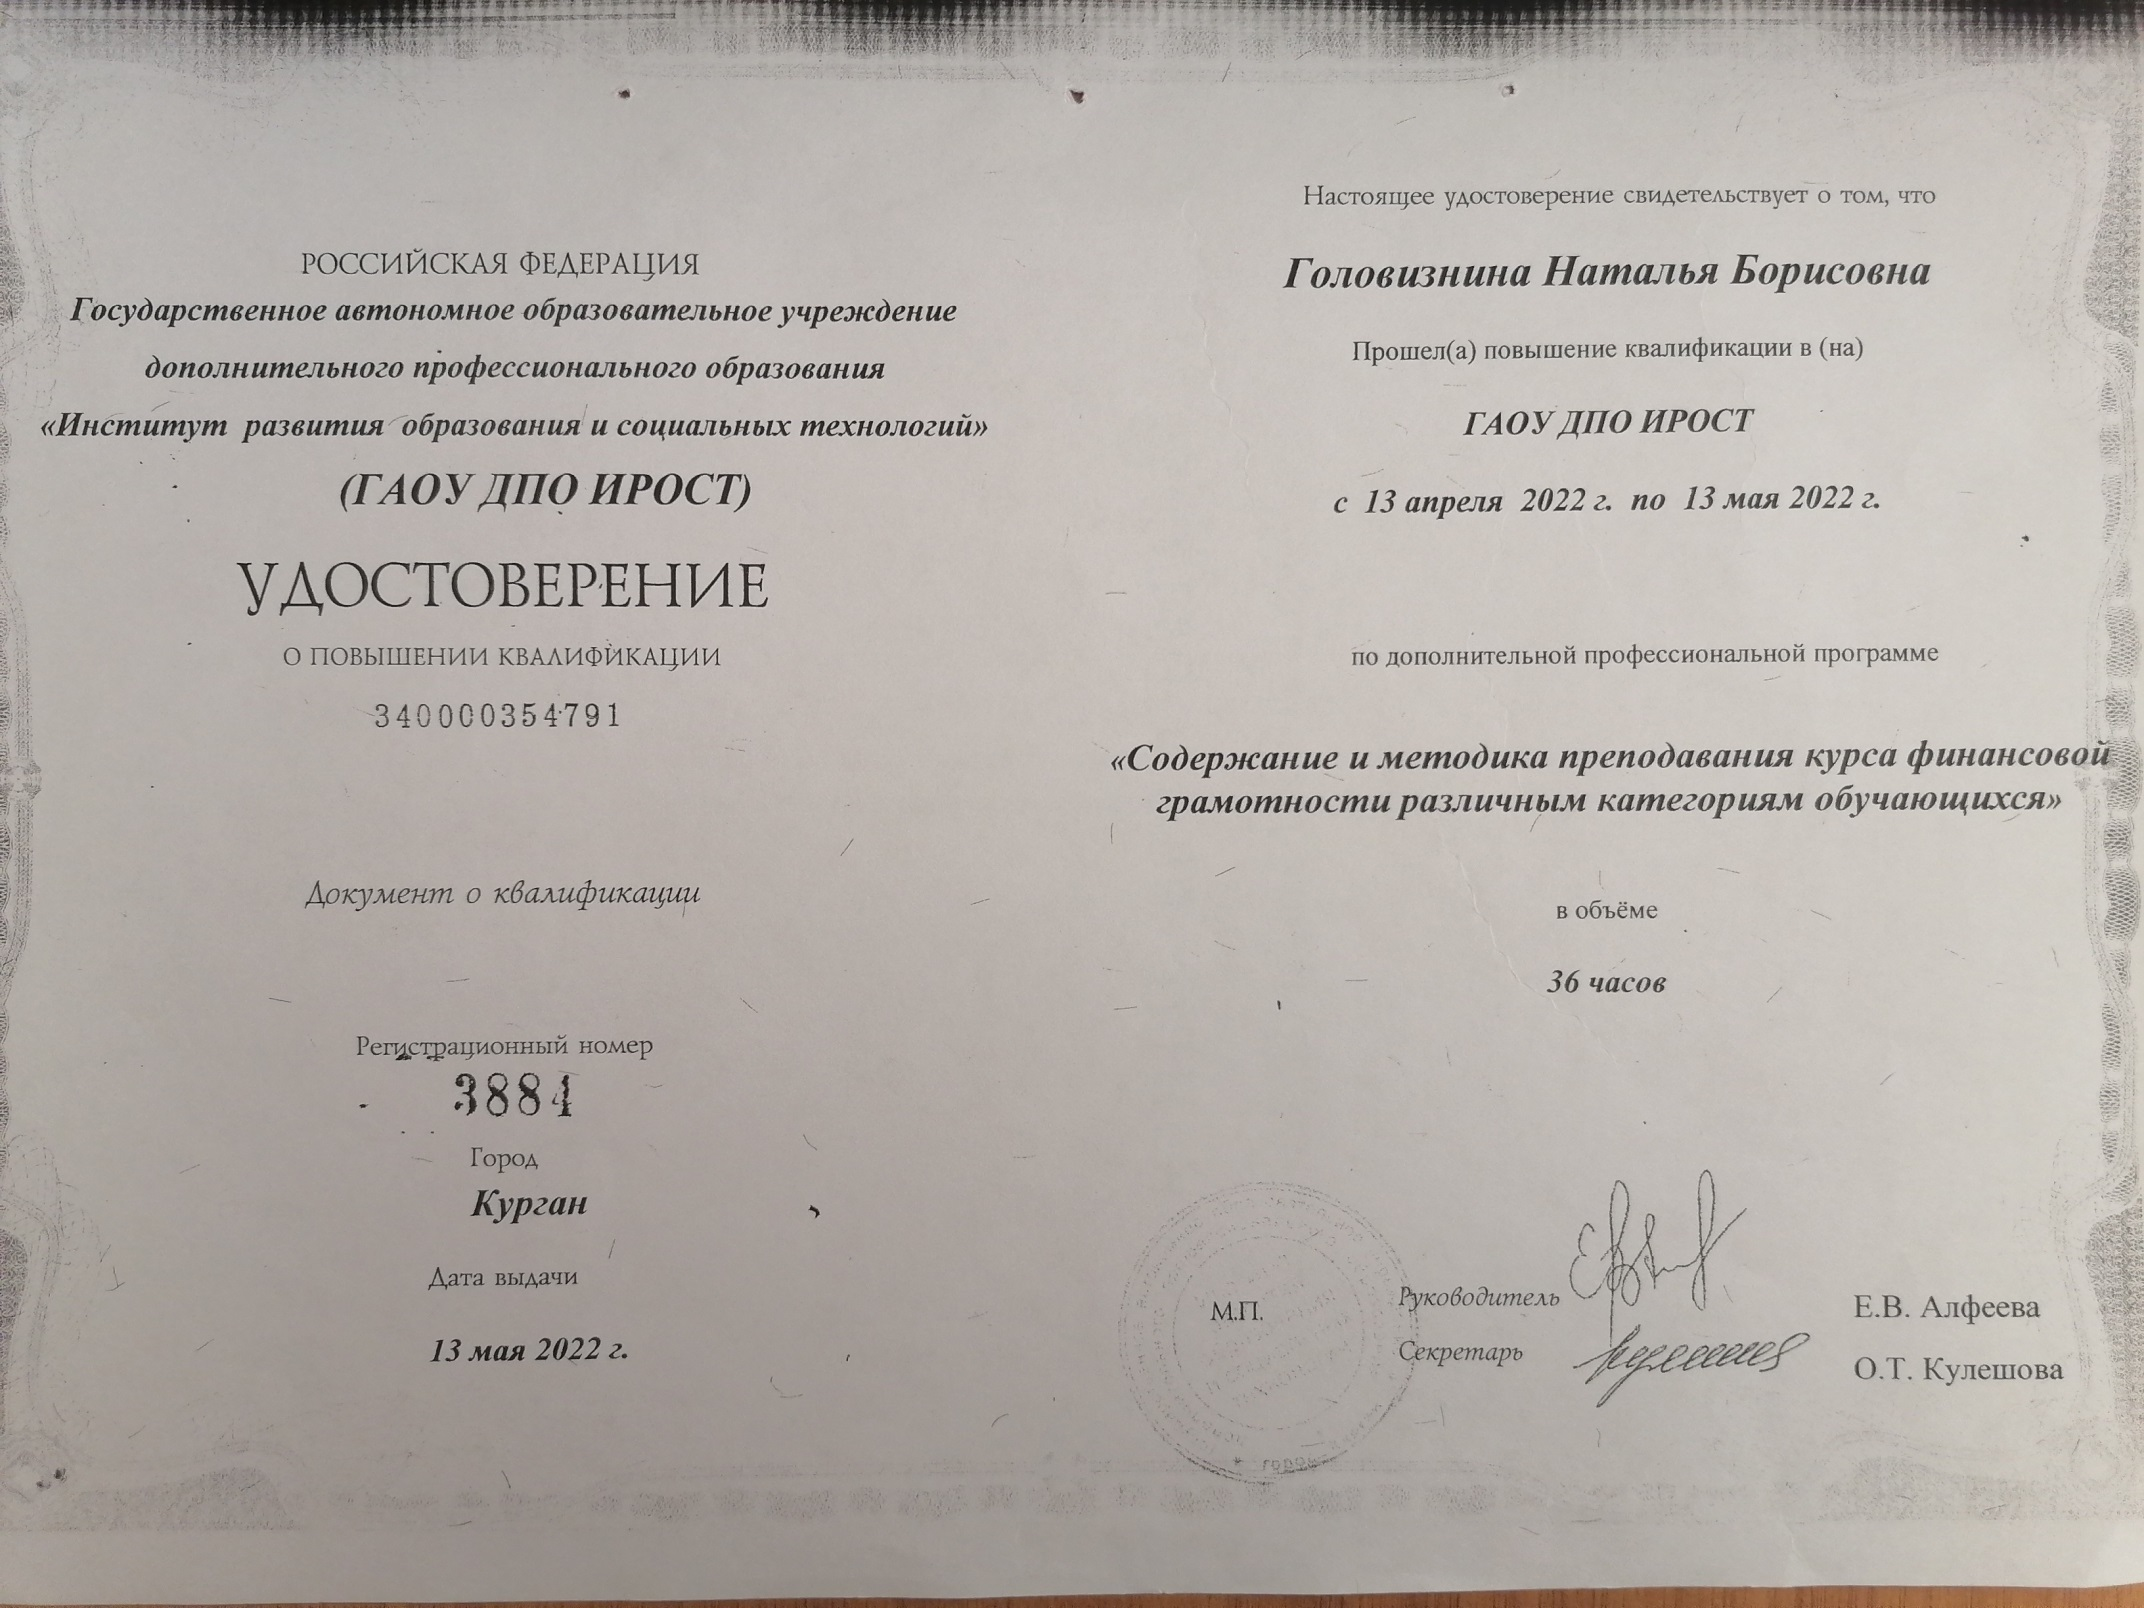 РОССИЙСКАЯ ФЕДЕРАЦИЯ
Государственное автономное образовательное учреждение
дополнительного профессионального образования
«Институт развития образования и социальных технологий»
(ГАОУ ДПО ИРОСТ)
УДОСТОВЕРЕНИЕ
О ПОВЫШЕНИИ КВАЛИФИКАЦИИ
340000354791
Документ о квалификации
Регистрационный номер
3884
Город
Курган
Дата выдачи
13 мая 2022 г.
Настоящее удостоверение свидетельствует о том, что
Головизнина Наталья Борисовна
Прошел(а) повышение квалификации в (на)
ГАОУ ДПО ИРОСТ
с 13 апреля 2022 г. по 13 мая 2022 г.
по дополнительной профессиональной программе
«Содержание и методика преподавания курса финансовой
грамотности различным категориям обучающихся»
в объёме
36 часов
М.П.
Руководитель
Е.В. Алфеева
Секретарь
О.Т. Кулешова